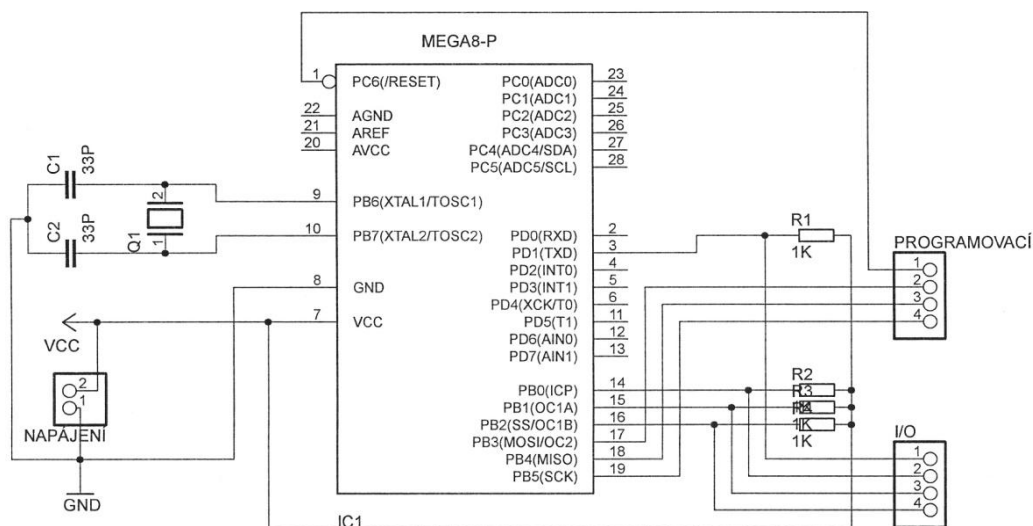 MEGA8-P
1
PC6(/RESET)
22
AGND
21
AREF
20
AVCC
9
PB6(XTAL1/TOSC1)
10
PB7(XTAL2/TOSC2)
8
GND
7
VCC
PC0(ADC0)
23
PC1(ADC1)
24
PC2(ADC2)
25
PC3(ADC3)
26
PC4(ADC4/SDA)
27
PC5(ADC5/SCL)
28
PD0(RXD)
2
PD1(TXD)
3
PD2(INT0)
4
PD3(INT1)
5
PD4(XCK/T0)
6
PD5(T1)
11
PD6(AIN0)
12
PD7(AIN1)
13
PB0(ICP)
14
PB1(OC1A)
15
PB2(SS/OC1B)
16
PB3(MOSI/OC2)
17
PB4(MISO)
18
PB5(SCK)
19
IC1
C1
33P
C2
33P
Q1
2
1
VCC
2
1
NAPÁJENÍ
GND
R1
1K
R2
R3
1K
1K
PROGRAMOVACÍ
1
2
3
4
I/O
1
2
3
4